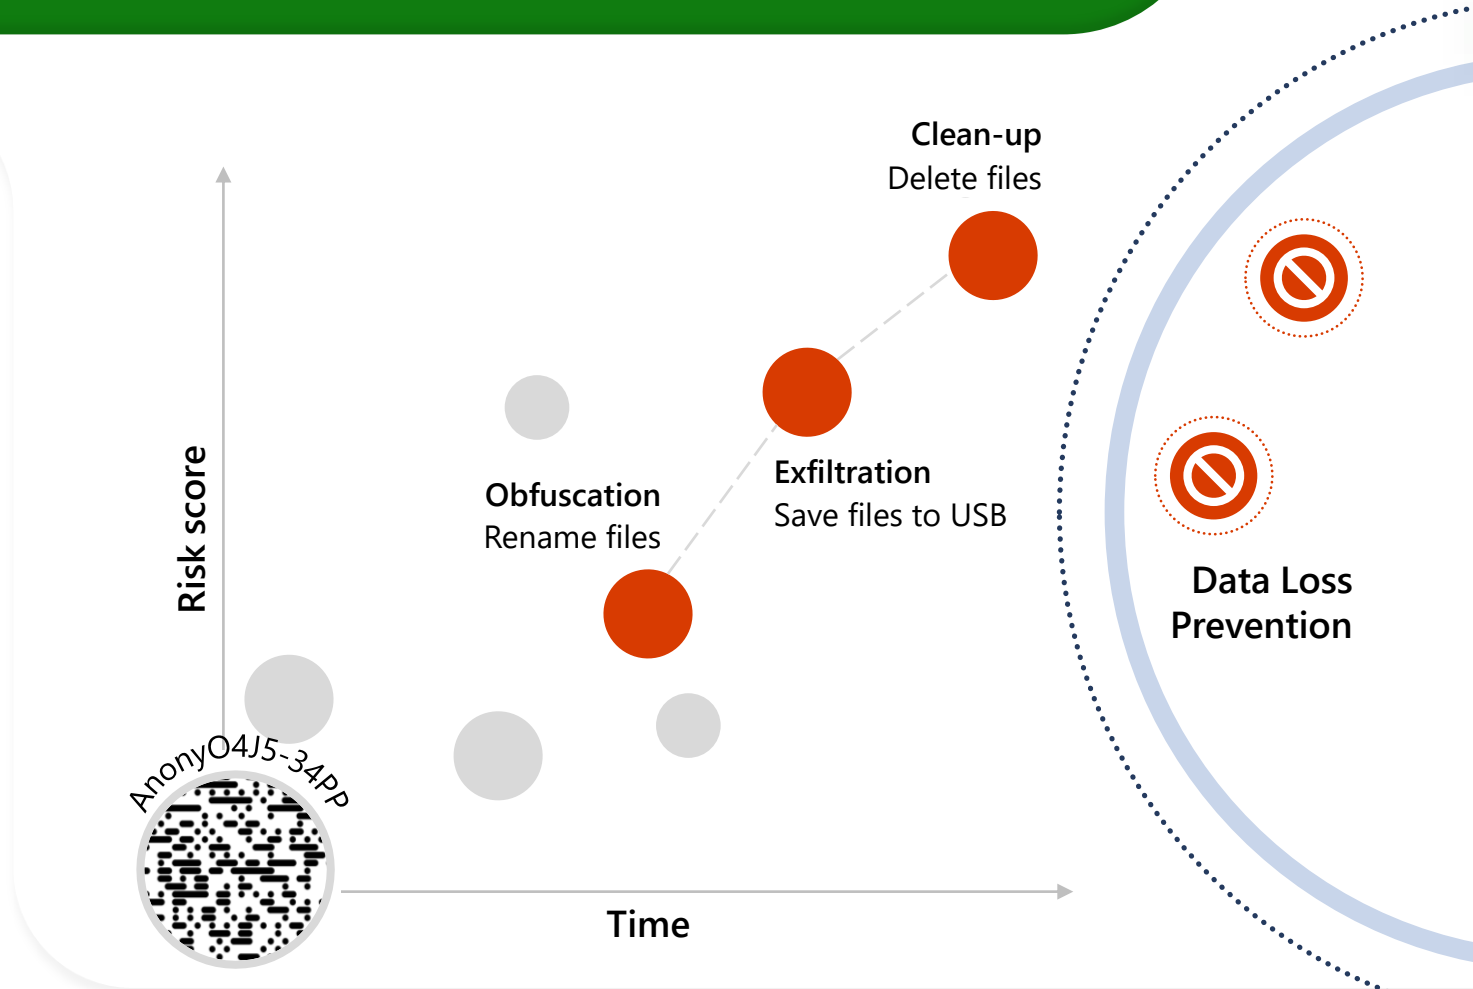 Clean-up
Delete files
Risk score
Obfuscation
Rename files
Exfiltration
Save files to USB
Data Loss
Prevention
AnonyO4J5-34PP
Time